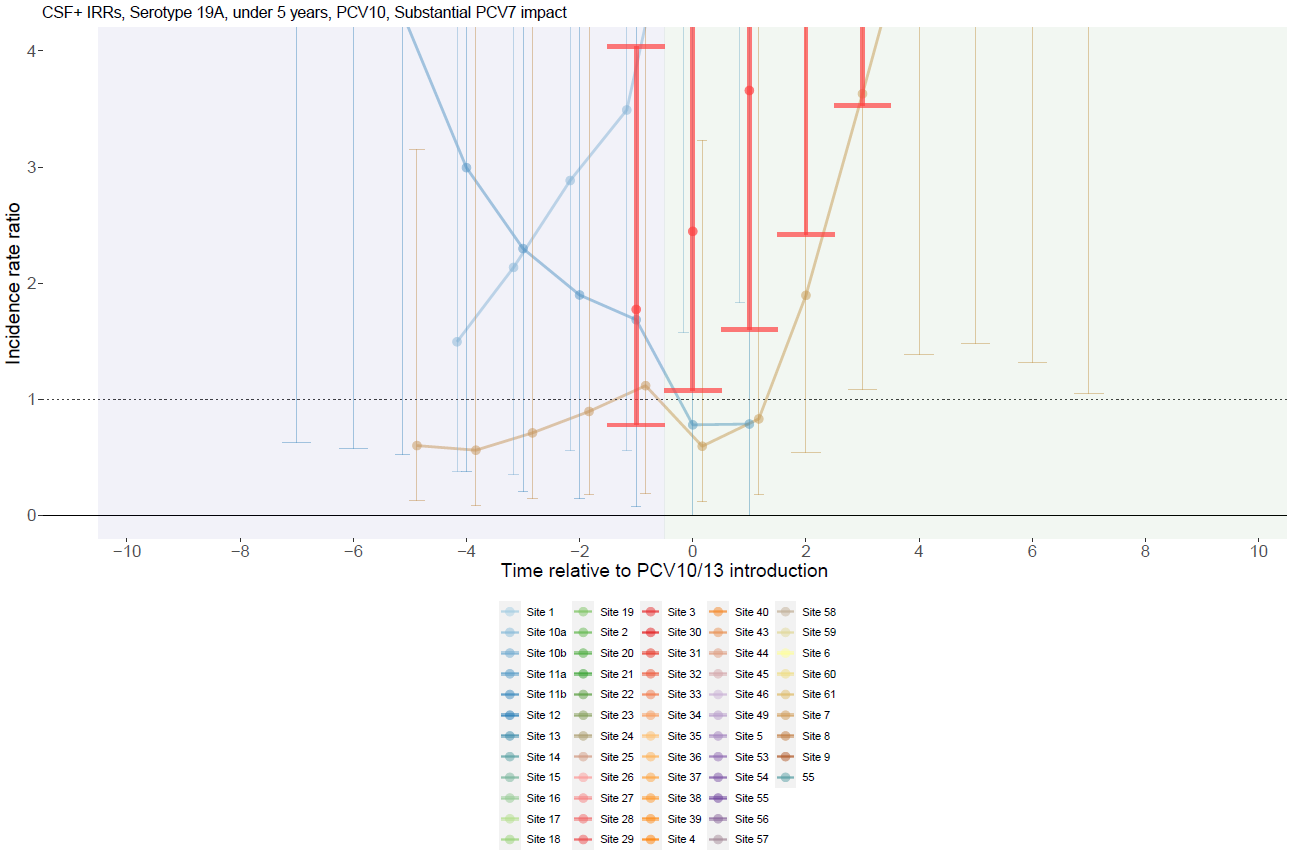 CSF+ IRRs, Serotype 19A, under 5 years, PCV10, Substantial PCV7 impact
Incidence rate ratio
4
3
2
1
0
−10 −8 −6 −4 −2 0 2 4 6 8 10
Time relative to PCV10/13 introduction
Site 1 Site 19 Site 3 Site 40 Site 58
Site 10a Site 2 Site 30 Site 43 Site 59
Site 10b Site 20 Site 31 Site 44 Site 6
Site 11a Site 21 Site 32 Site 45 Site 60
Site 11b Site 22 Site 33 Site 46 Site 61
Site 12 Site 23 Site 34 Site 49 Site 7
Site 13 Site 24 Site 35 Site 5 Site 8
Site 14 Site 25 Site 36 Site 53 Site 9
Site 15 Site 26 Site 37 Site 54 55
Site 16 Site 27 Site 38 Site 55
Site 17 Site 28 Site 39 Site 56
Site 18 Site 29 Site 4 Site 57